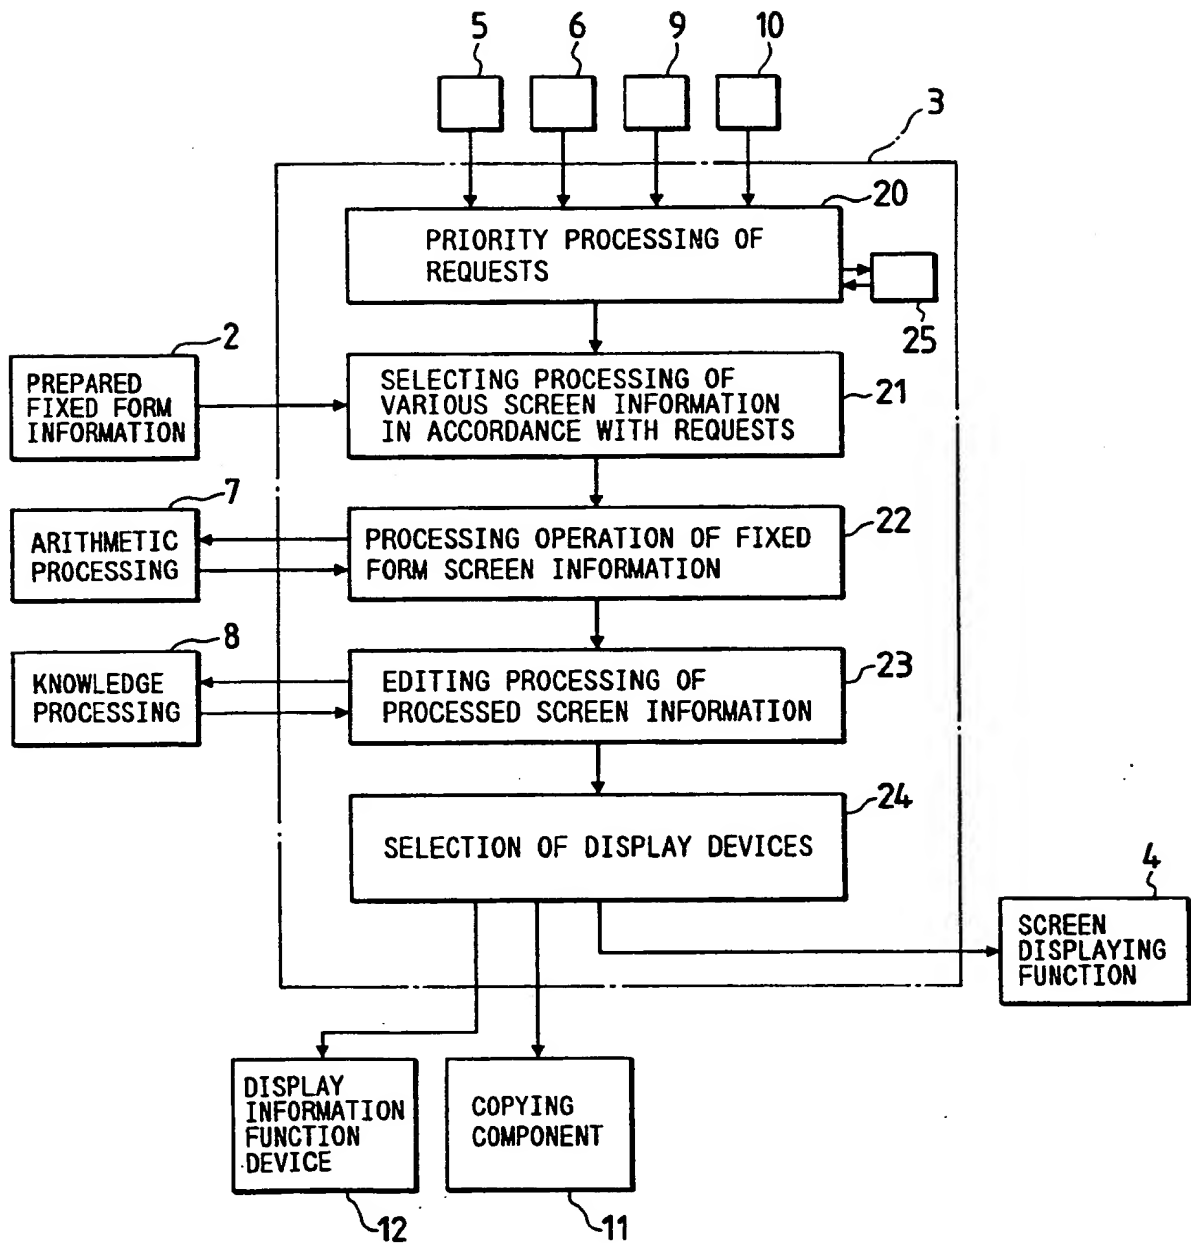 5
6
9
10
3
20
PRIORITY PROCESSING OF
REQUESTS
25
2
PREPARED
FIXED FORM
INFORMATION
SELECTING PROCESSING OF
VARIOUS SCREEN INFORMATION
IN ACCORDANCE WITH REQUESTS
21
7
ARITHMETIC
PROCESSING
PROCESSING OPERATION OF FIXED
FORM SCREEN INFORMATION
22
8
KNOWLEDGE
PROCESSING
EDITING PROCESSING OF
PROCESSED SCREEN INFORMATION
23
24
SELECTION OF DISPLAY DEVICES
4
SCREEN
DISPLAYING
FUNCTION
DISPLAY
INFORMATION
FUNCTION
DEVICE
12
COPYING
COMPONENT
11